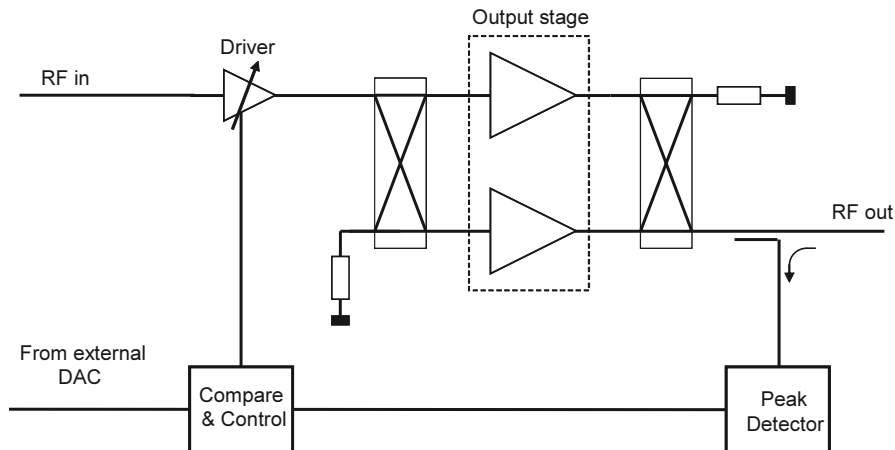 Output stage
Driver
RF in
RF out
From external
DAC
Compare
& Control
Peak
Detector